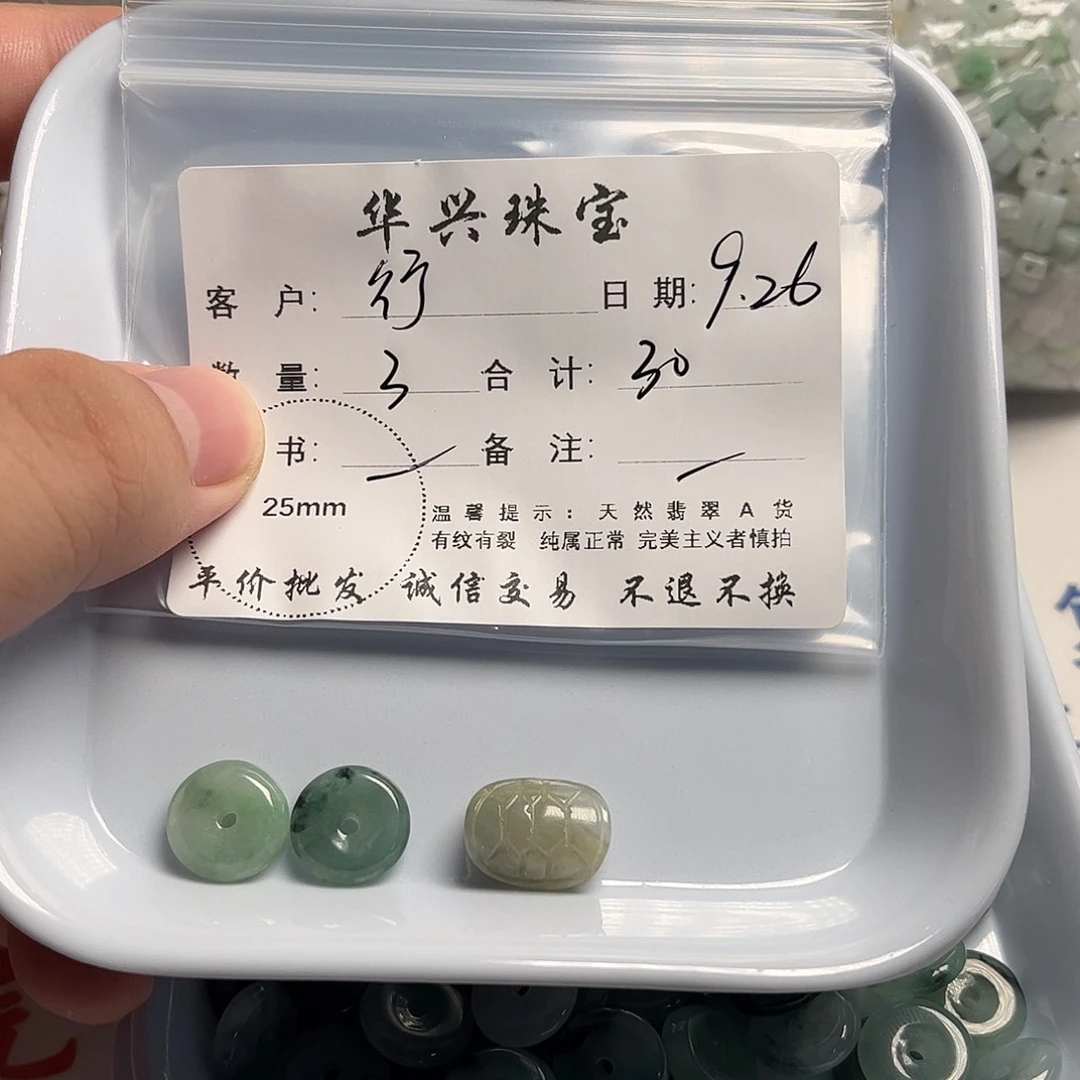 华兴珠宝
客户: 行 日期: 9.26
数量: 3 合计: 30
书: 备注:
25mm
温馨提示: 天然翡翠A货
有纹有裂 纯属正常 完美主义者慎拍
平价批发 诚信交易 不退不换